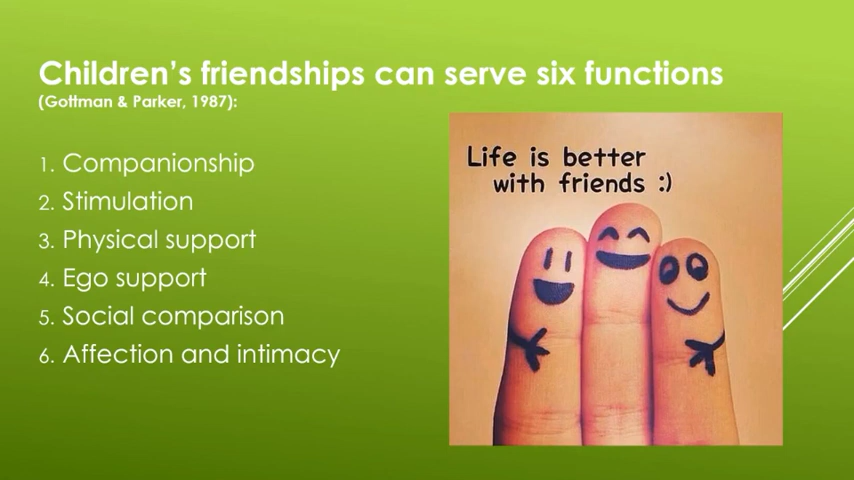 Children's friendships can serve six functions
(Gottman & Parker, 1987):
1. Companionship
2. Stimulation
3. Physical support
4. Ego support
5. Social comparison
6. Affection and intimacy
Life is better
with friends :)